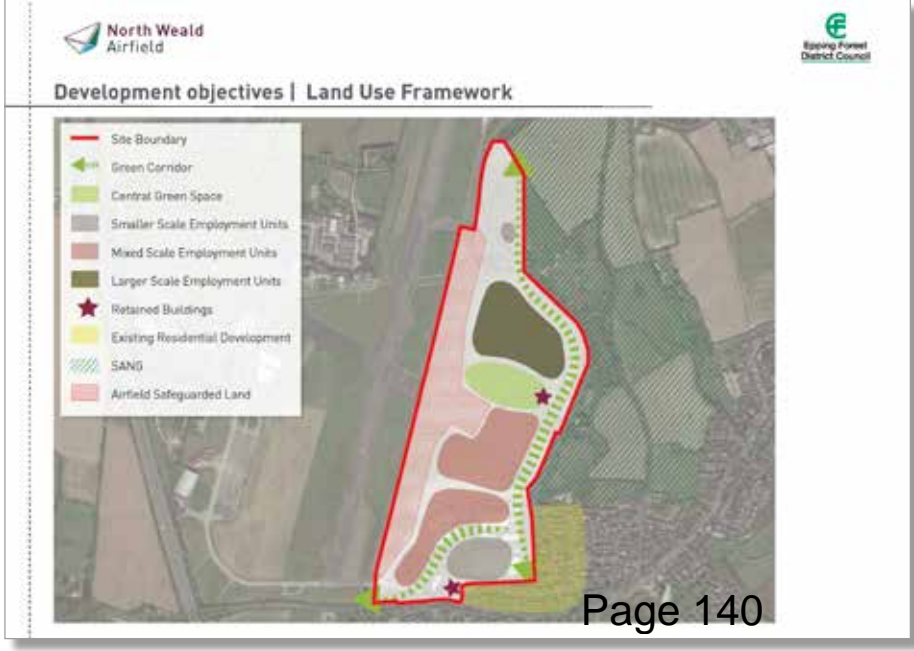 North Weald
Airfield
Epping Forest
District Council
Development objectives | Land Use Framework
Site Boundary
Green Corridor
Central Green Space
Smaller Scale Employment Units
Mixed Scale Employment Units
Larger Scale Employment Units
Retained Buildings
Existing Residential Development
SANG
Airfield Safeguarded Land
Page 140